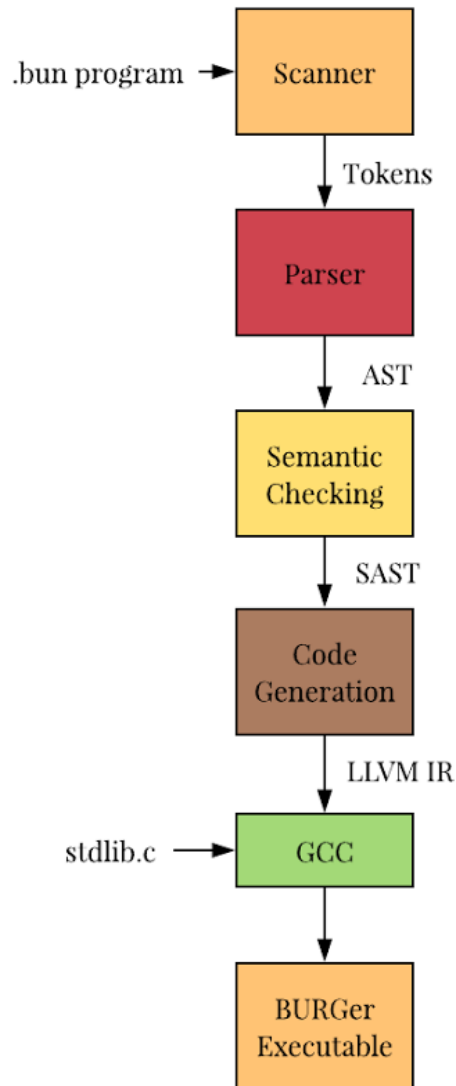 .bun program
Scanner
Tokens
Parser
AST
Semantic
Checking
SAST
Code
Generation
LLVM IR
stdlib.c
GCC
BURGer
Executable